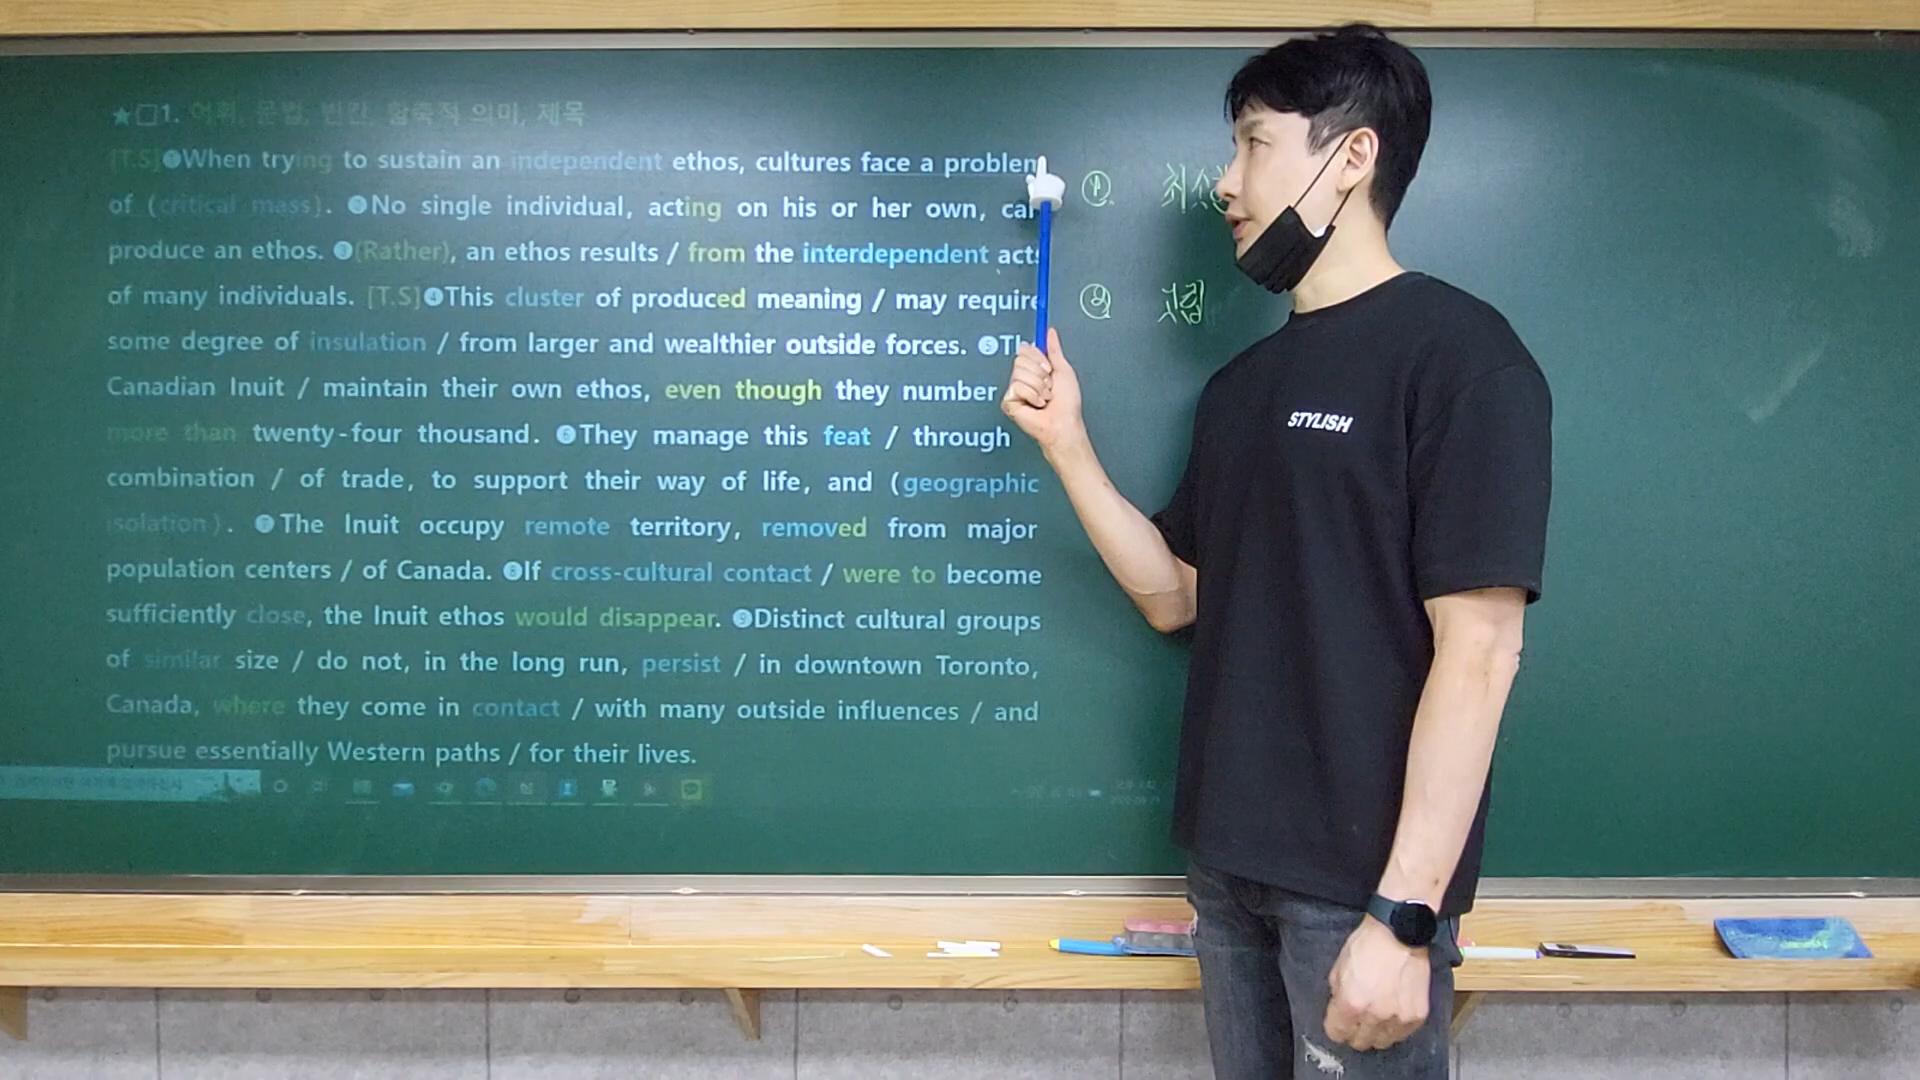 ★□1. 어휘, 문법, 빈칸, 함축적 의미, 제목
[T.S]❶When trying to sustain an independent ethos, cultures face a problem
of (critical mass). ❷No single individual, acting on his or her own, can
produce an ethos. ❸(Rather), an ethos results / from the interdependent acts
of many individuals. [T.S]❹This cluster of produced meaning / may require
some degree of insulation / from larger and wealthier outside forces. ❺Th
Canadian Inuit / maintain their own ethos, even though they number
more than twenty-four thousand. ❻They manage this feat / through
combination / of trade, to support their way of life, and (geographic
isolation). ❼The Inuit occupy remote territory, removed from major
population centers / of Canada. ❽If cross-cultural contact / were to become
sufficiently close, the Inuit ethos would disappear. ❾Distinct cultural groups
of similar size / do not, in the long run, persist / in downtown Toronto,
Canada, where they come in contact / with many outside influences / and
pursue essentially Western paths / for their lives.
①
② 고립
STYLISH